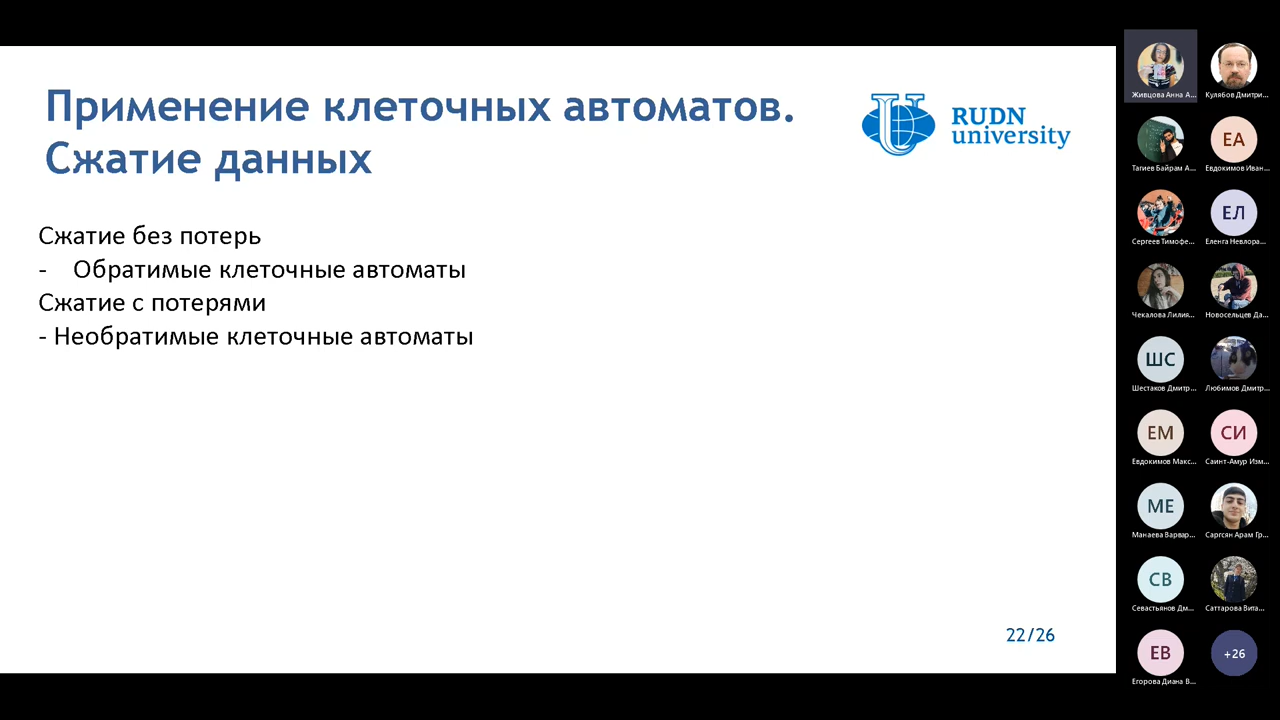 Применение клеточных автоматов.
Сжатие данных
RUDN
university
Сжатие без потерь
- Обратимые клеточные автоматы
Сжатие с потерями
- Необратимые клеточные автоматы
22/26
Живцова Анна А...
Кулябов Дмитри...
Тагиев Байрам А...
ЕА
Евдокимов Иван...
Сергеев Тимофе...
ЕЛ
Еленга Невлора...
Чекалова Лилия...
Новосельцев Да...
ШС
Шестаков Дмитр...
Любимов Дмитр...
ЕМ
Евдокимов Макс...
СИ
Саинт-Амур Изм...
МЕ
Манаева Варвар...
Саргсян Арам Гр...
СВ
Севастьянов Дм...
Саттарова Вита...
ЕВ
Егорова Диана В...
+26